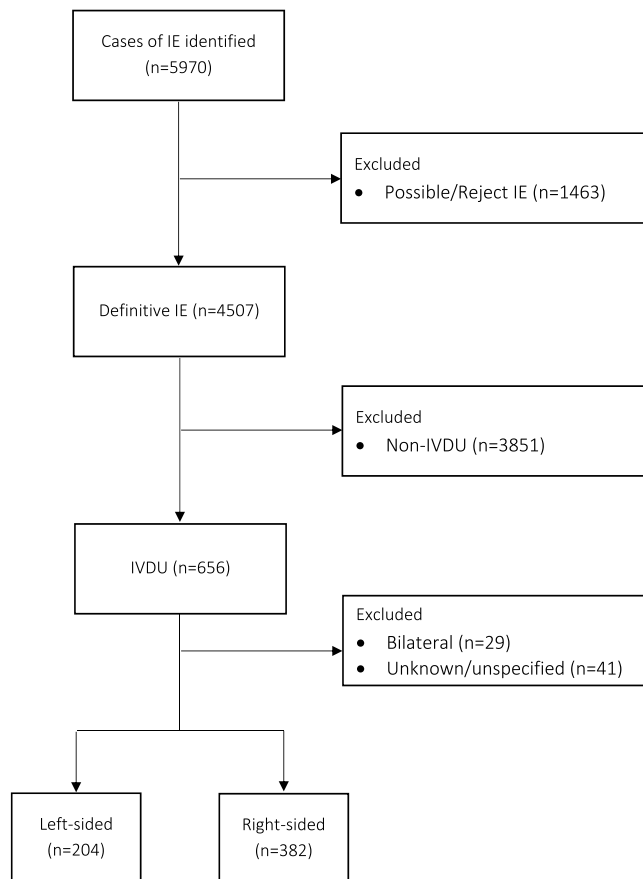 Cases of IE identified
(n=5970)
Excluded
• Possible/Reject IE (n=1463)
Definitive IE (n=4507)
Excluded
• Non-IVDU (n=3851)
IVDU (n=656)
Excluded
• Bilateral (n=29)
• Unknown/unspecified (n=41)
Left-sided
(n=204)
Right-sided
(n=382)